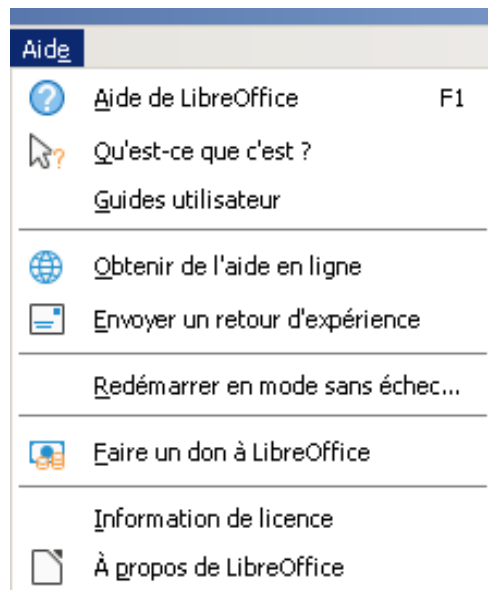 Aide
Aide de LibreOffice F1
Qu'est-ce que c'est ?
Guides utilisateur
Obtenir de l'aide en ligne
Envoyer un retour d'expérience
Redémarrer en mode sans échec...
Faire un don à LibreOffice
Information de licence
À propos de LibreOffice